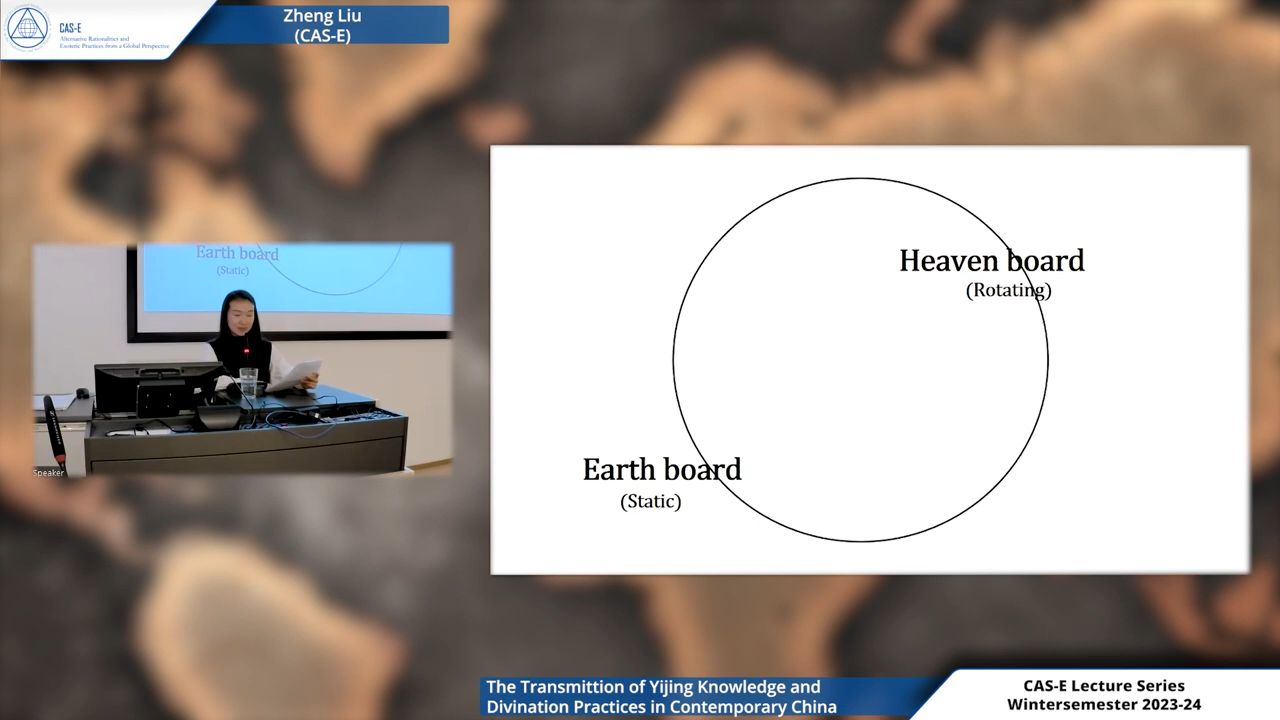 CAS-E
Alternative Rationalities and
Esoteric Practices from a Global Perspective
Zheng Liu
(CAS-E)
Heaven board
(Rotating)
Earth board
(Static)
Earth board
(Static)
Speaker
The Transmittion of Yijing Knowledge and
Divination Practices in Contemporary China
CAS-E Lecture Series
Wintersemester 2023-24